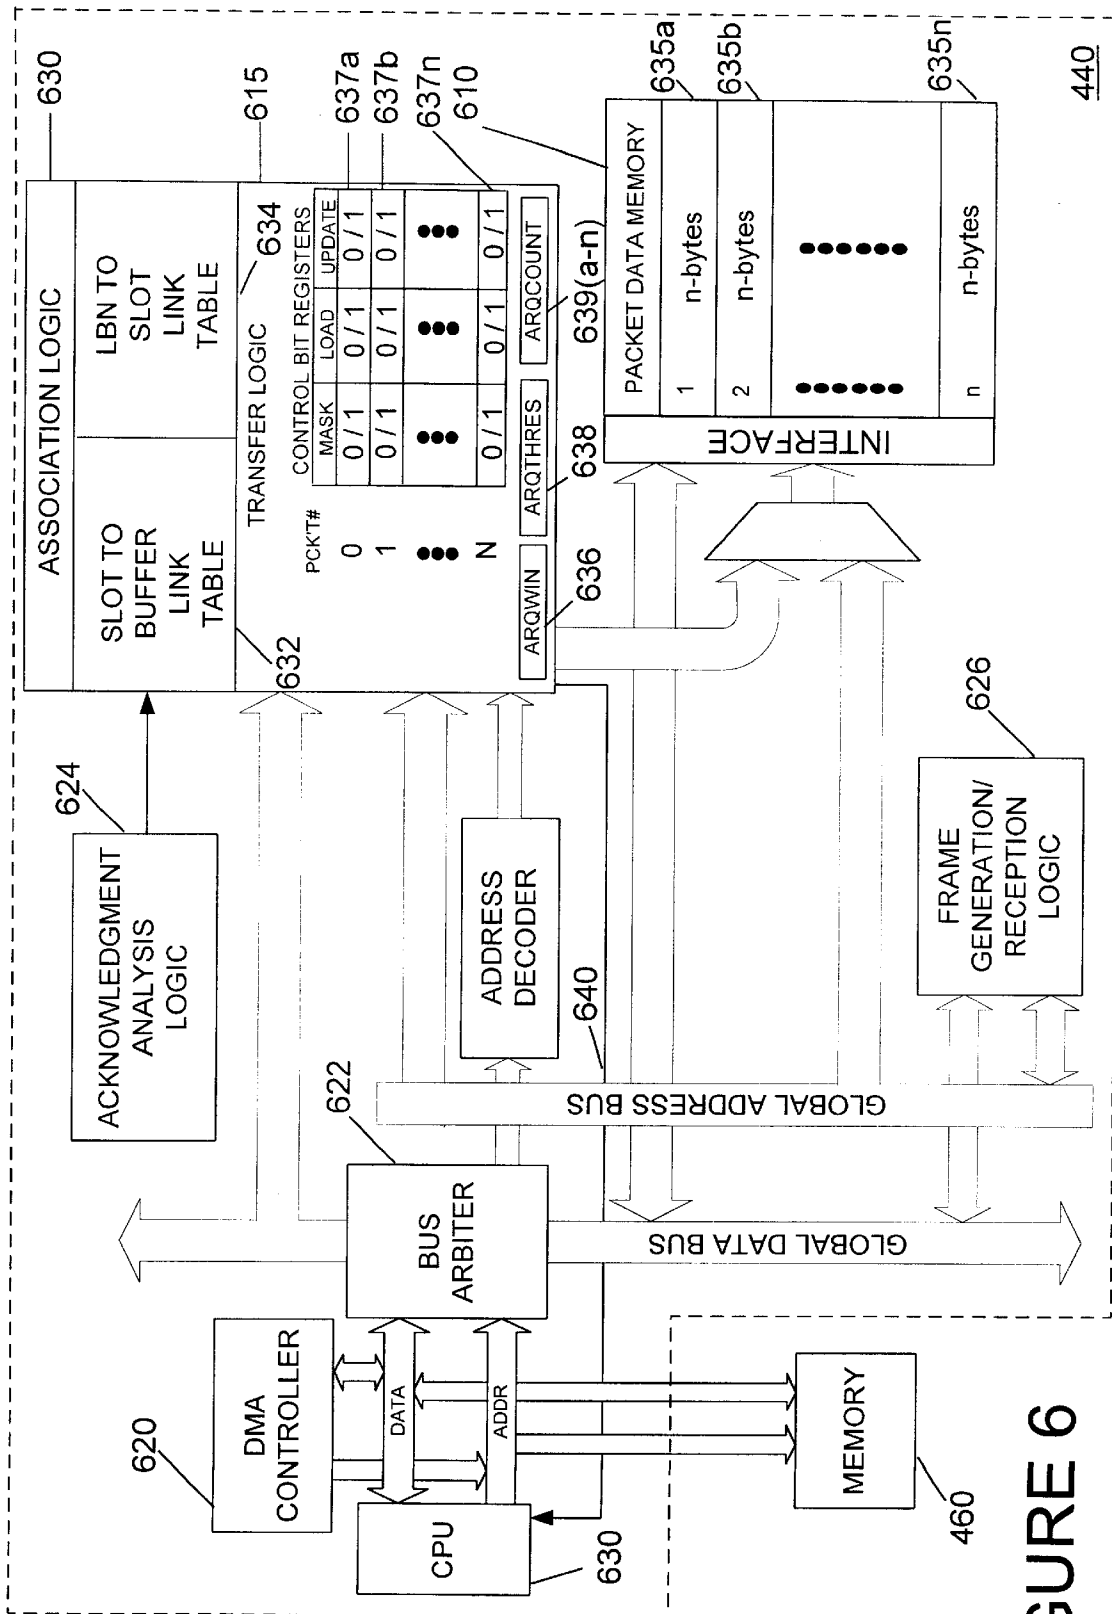 ASSOCIATION LOGIC
630
SLOT TO
BUFFER
LINK
TABLE
LBN TO
SLOT
LINK
TABLE
632
634
TRANSFER LOGIC
615
CONTROL BIT REGISTERS
PCK'T#
MASK
LOAD
UPDATE
0
0 / 1
0 / 1
0 / 1
637a
1
0 / 1
0 / 1
0 / 1
637b
N
0 / 1
0 / 1
0 / 1
637n
ARQWIN
ARQTHRES
ARQCOUNT
636
638
639(a-n)
610
PACKET DATA MEMORY
INTERFACE
1
n-bytes
635a
2
n-bytes
635b
n
n-bytes
635n
440
624
ACKNOWLEDGMENT
ANALYSIS
LOGIC
ADDRESS
DECODER
640
626
FRAME
GENERATION/
RECEPTION
LOGIC
622
BUS
ARBITER
GLOBAL ADDRESS BUS
GLOBAL DATA BUS
620
DMA
CONTROLLER
DATA
ADDR
CPU
630
MEMORY
460
GURE 6